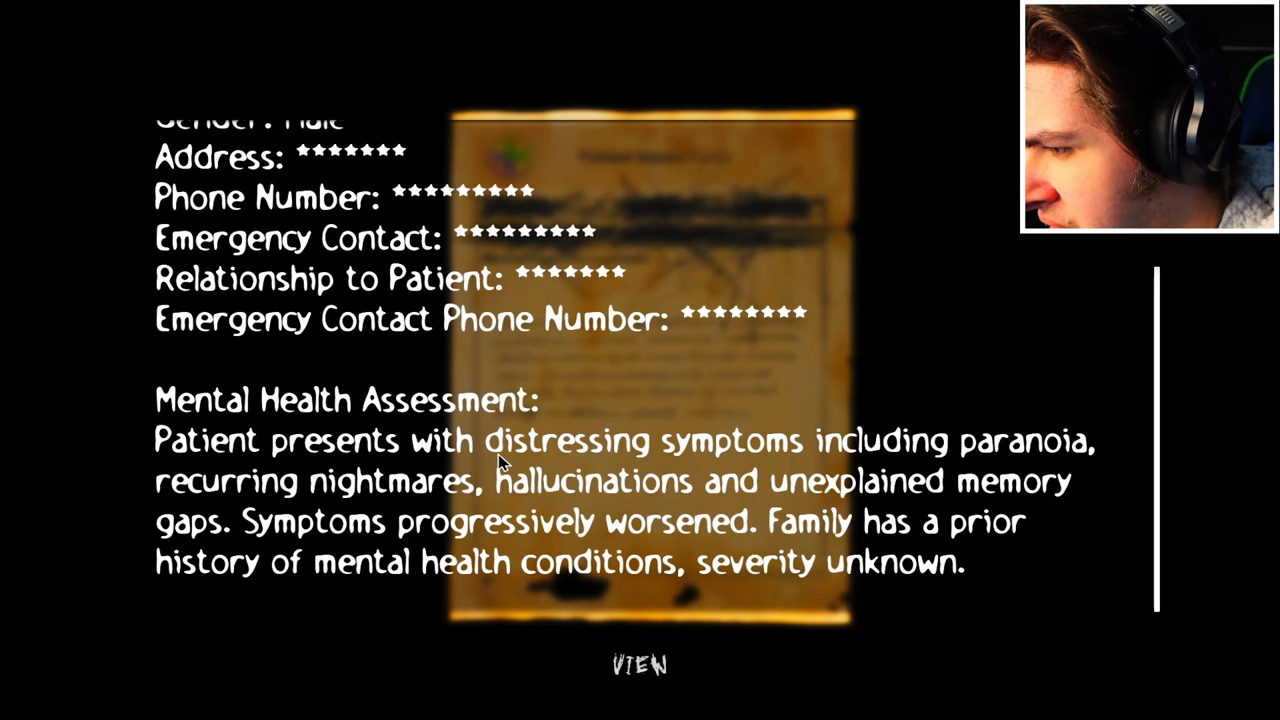 Gender: Male
Address: *******
Phone Number: *********
Emergency Contact: *********
Relationship to Patient: *******
Emergency Contact Phone Number: ********
Mental Health Assessment:
Patient presents with distressing symptoms including paranoia,
recurring nightmares, hallucinations and unexplained memory
gaps. Symptoms progressively worsened. Family has a prior
history of mental health conditions, severity unknown.
VIEW